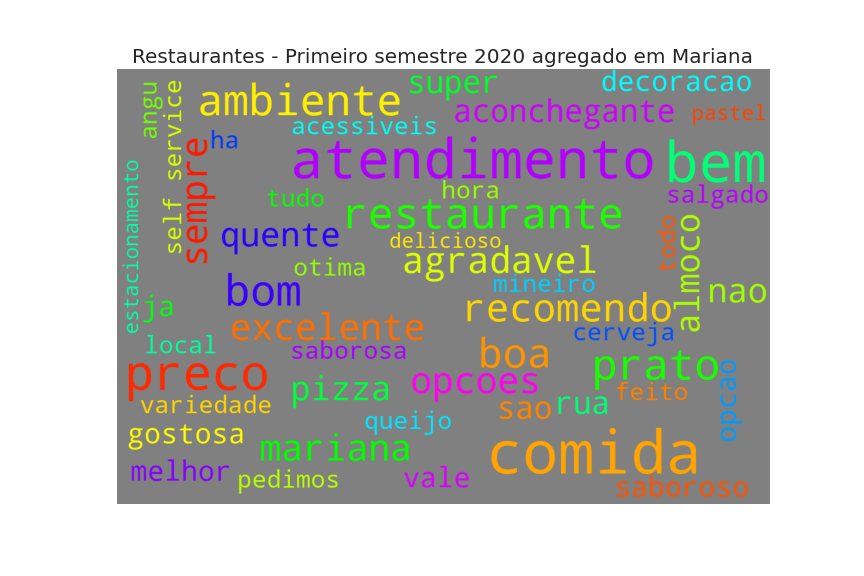 Restaurantes - Primeiro semestre 2020 agregado em Mariana
angu
self service
ambiente
super
decoracao
aconchegante
pastel
acessiveis
ha
sempre
atendimento
bem
estacionamento
tudo
hora
salgado
restaurante
quente
delicioso
todo
almoco
otima
agradavel
bom
mineiro
nao
ja
recomendo
excelente
cerveja
local
saborosa
boa
preco
pizza
opcoes
prato
opcao
variedade
sao
rua
feito
gostosa
queijo
mariana
comida
melhor
pedimos
vale
saboroso